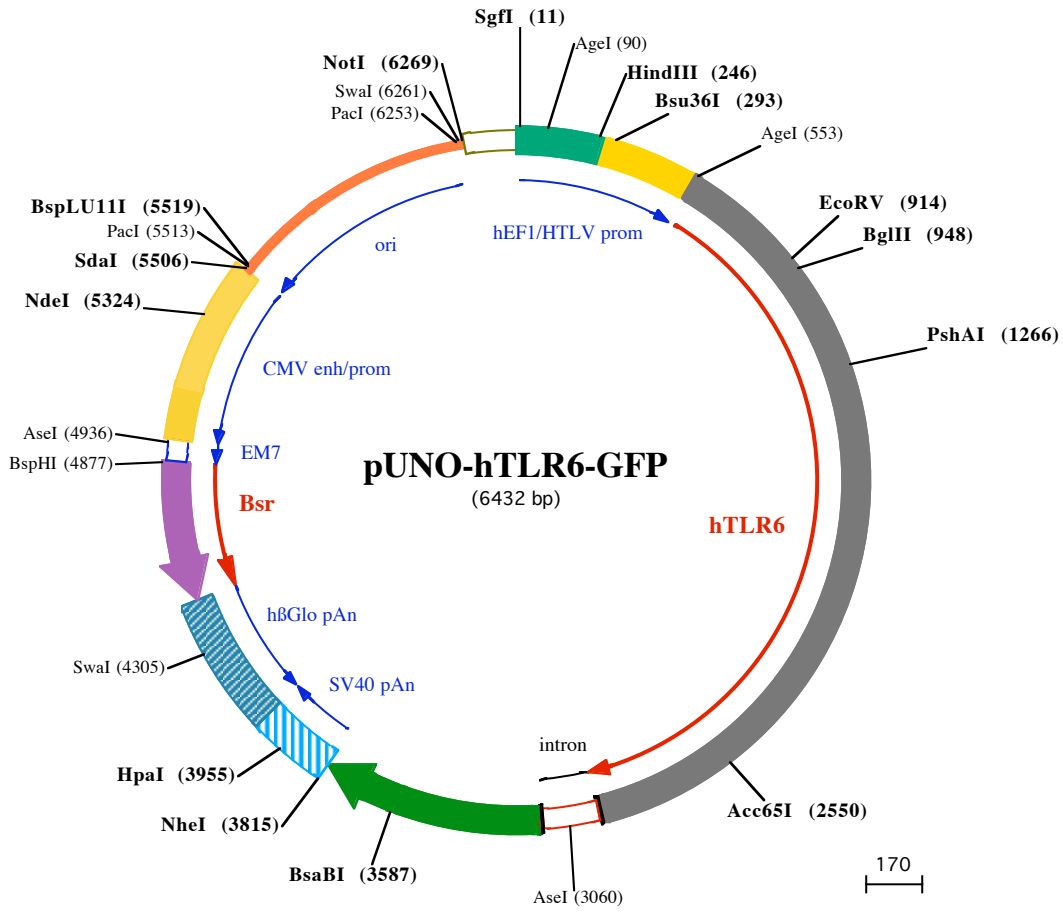 SgfI (11)
AgeI (90)
NotI (6269)
HindIII (246)
SwaI (6261)
Bsu36I (293)
PacI (6253)
AgeI (553)
BspLU11I (5519)
EcoRV (914)
PacI (5513)
hEF1/HTLV prom
BglII (948)
ori
SdaI (5506)
NdeI (5324)
PshAI (1266)
CMV enh/prom
AseI (4936)
EM7
BspHI (4877)
pUNO-hTLR6-GFP
(6432 bp)
Bsr
hTLR6
hßGlo pAn
SwaI (4305)
SV40 pAn
intron
HpaI (3955)
Acc65I (2550)
NheI (3815)
BsaBI (3587)
170
AseI (3060)